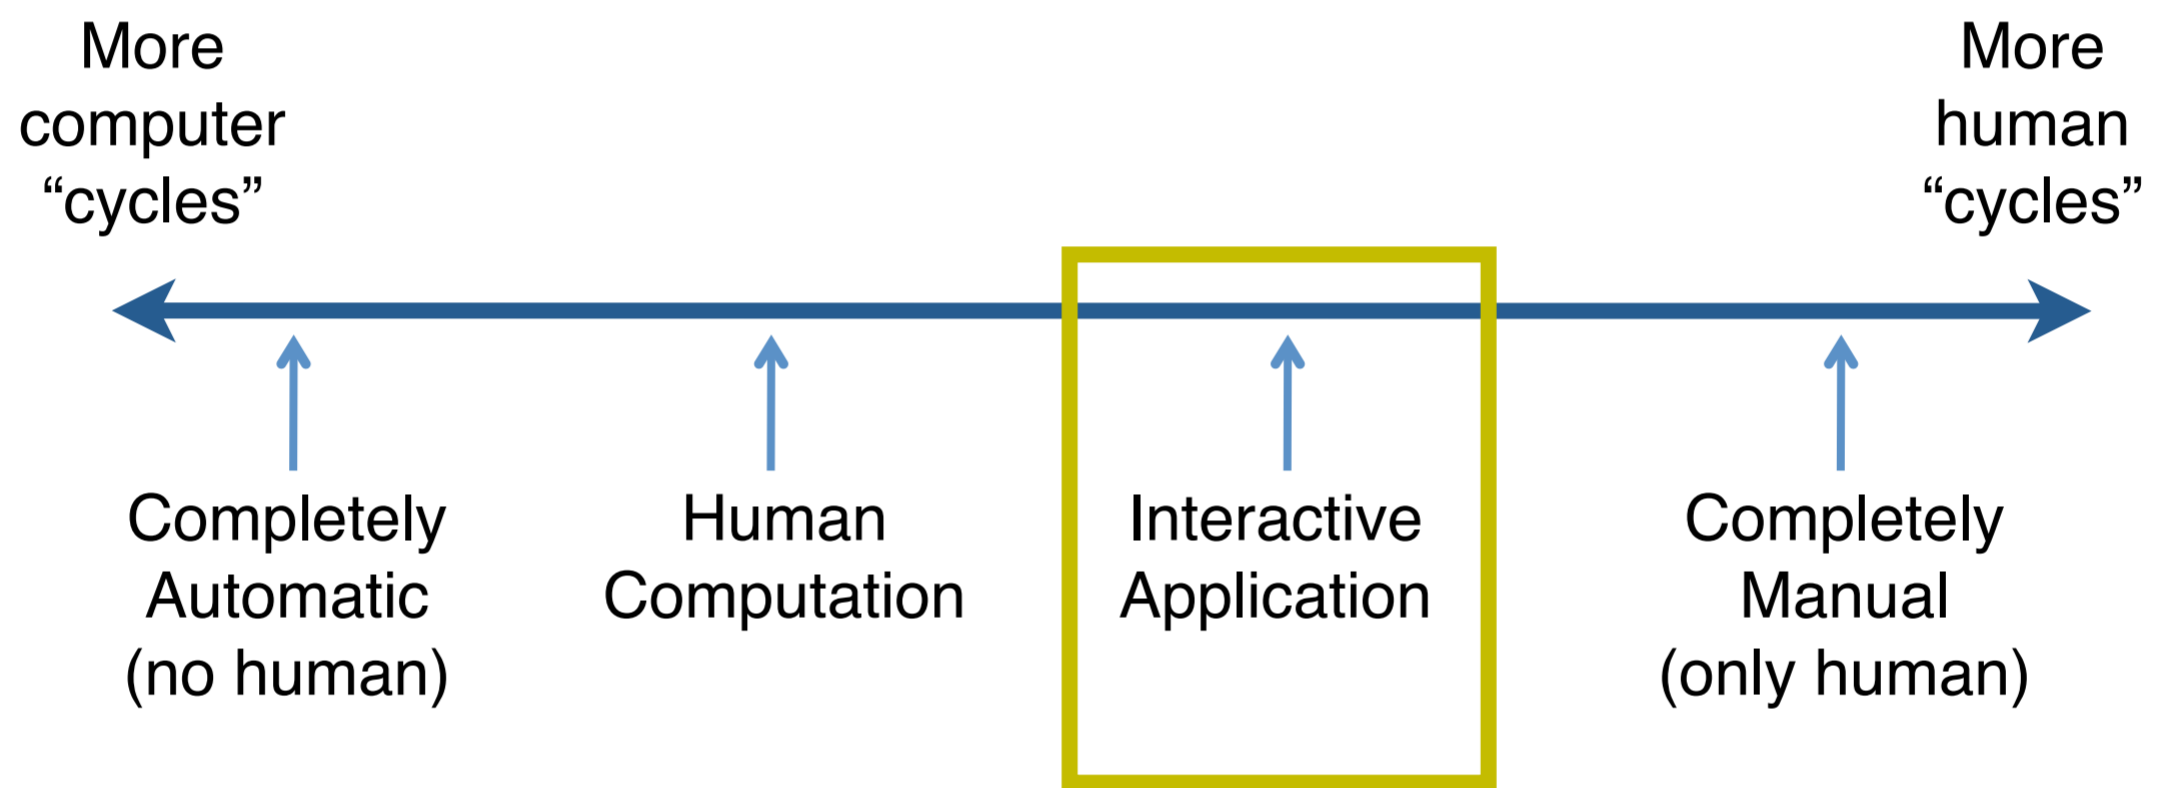 More
computer
“cycles”
More
human
“cycles”
Completely
Automatic
(no human)
Human
Computation
Interactive
Application
Completely
Manual
(only human)